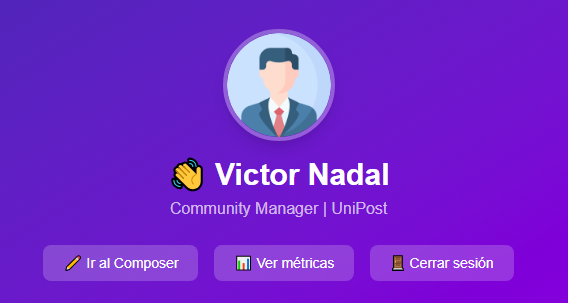 👋 Victor Nadal
Community Manager | UniPost
🖊️ Ir al Composer 📊 Ver métricas 🚪 Cerrar sesión